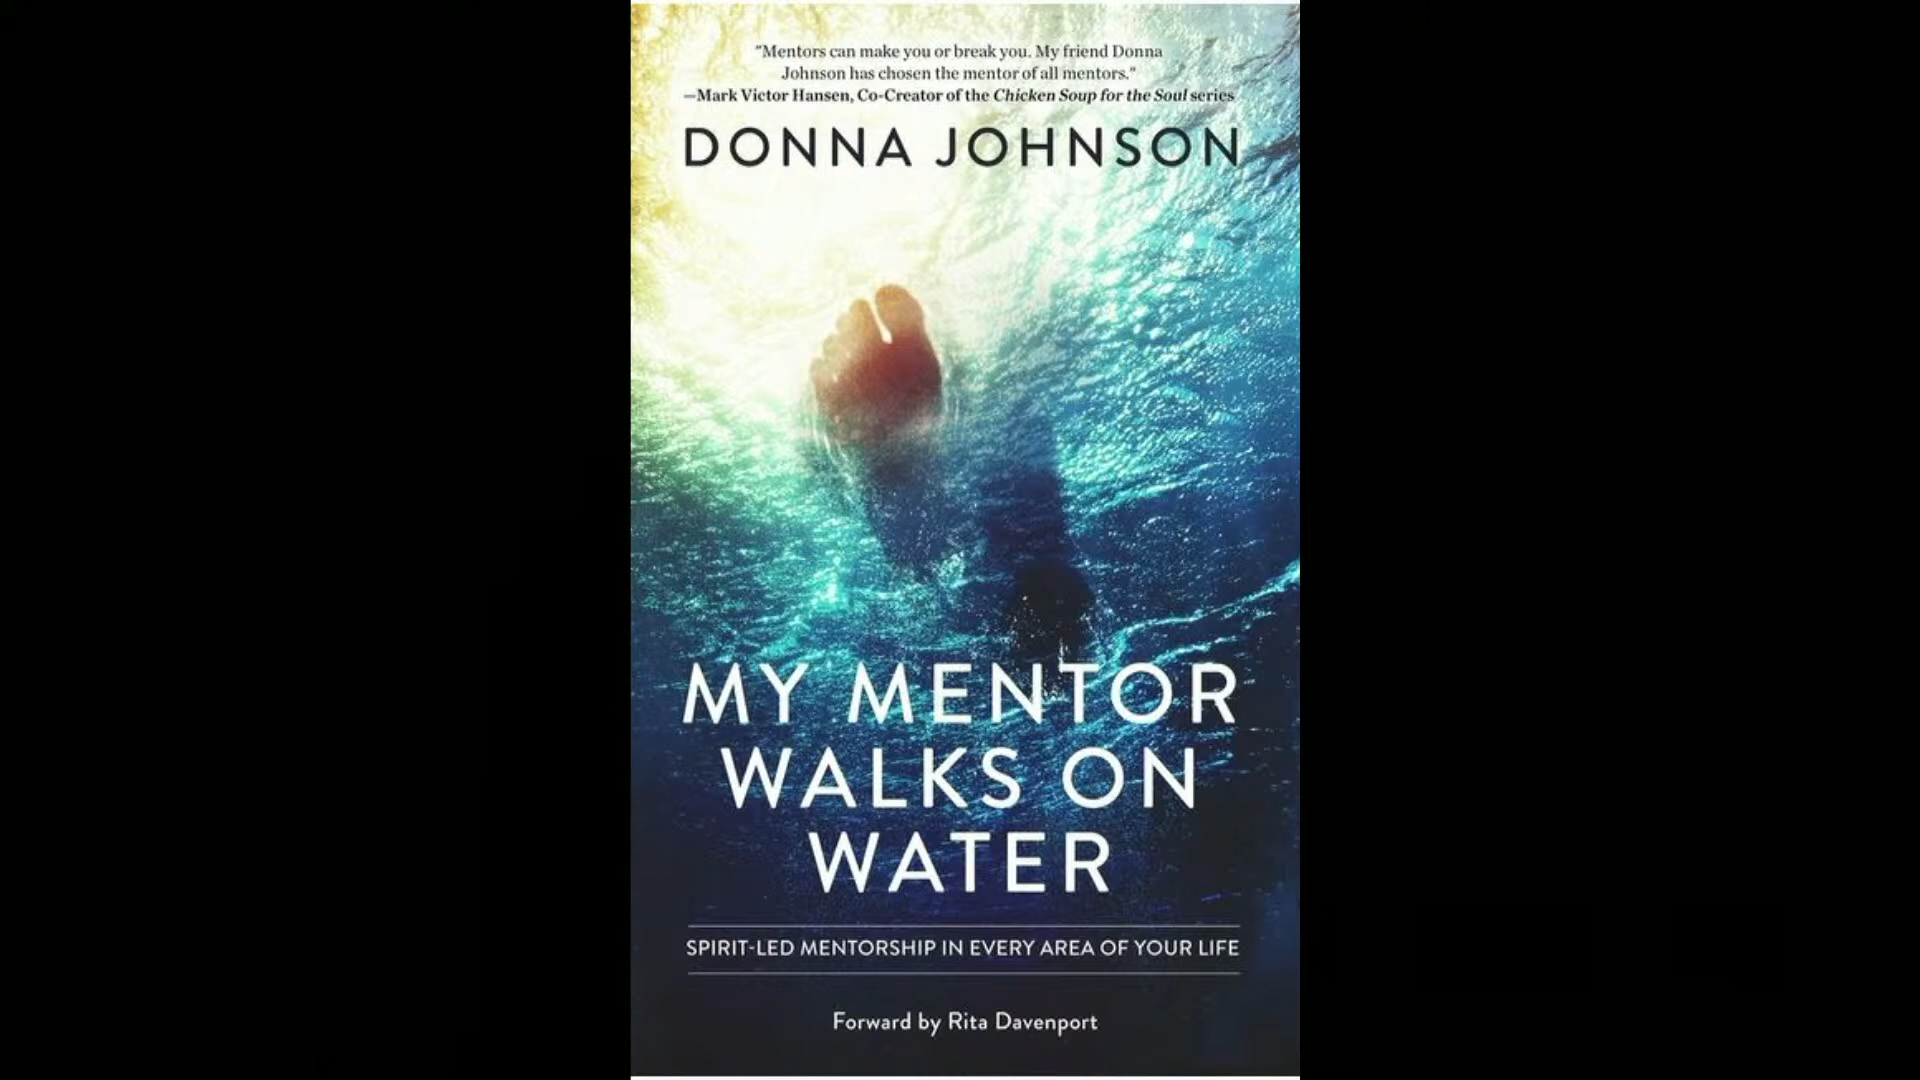 "Mentors can make you or break you. My friend Donna
Johnson has chosen the mentor of all mentors."
—Mark Victor Hansen, Co-Creator of the Chicken Soup for the Soul series
DONNA JOHNSON
MY MENTOR
WALKS ON
WATER
SPIRIT-LED MENTORSHIP IN EVERY AREA OF YOUR LIFE
Forward by Rita Davenport